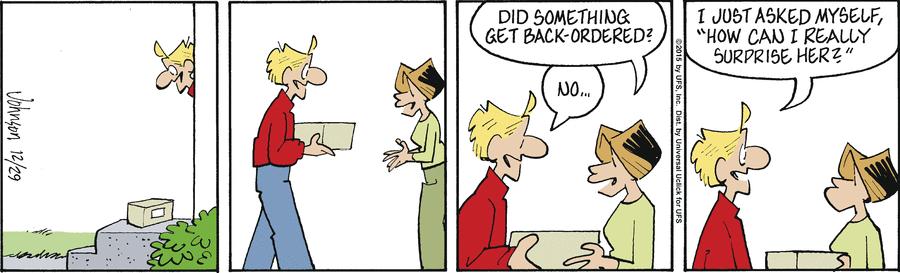 Johnson 12/29
DID SOMETHING
GET BACK-ORDERED?
NO...
©2015 by UFS, Inc. Dist. by Universal Uclick for UFS
I JUST ASKED MYSELF,
"HOW CAN I REALLY
SURPRISE HER?"